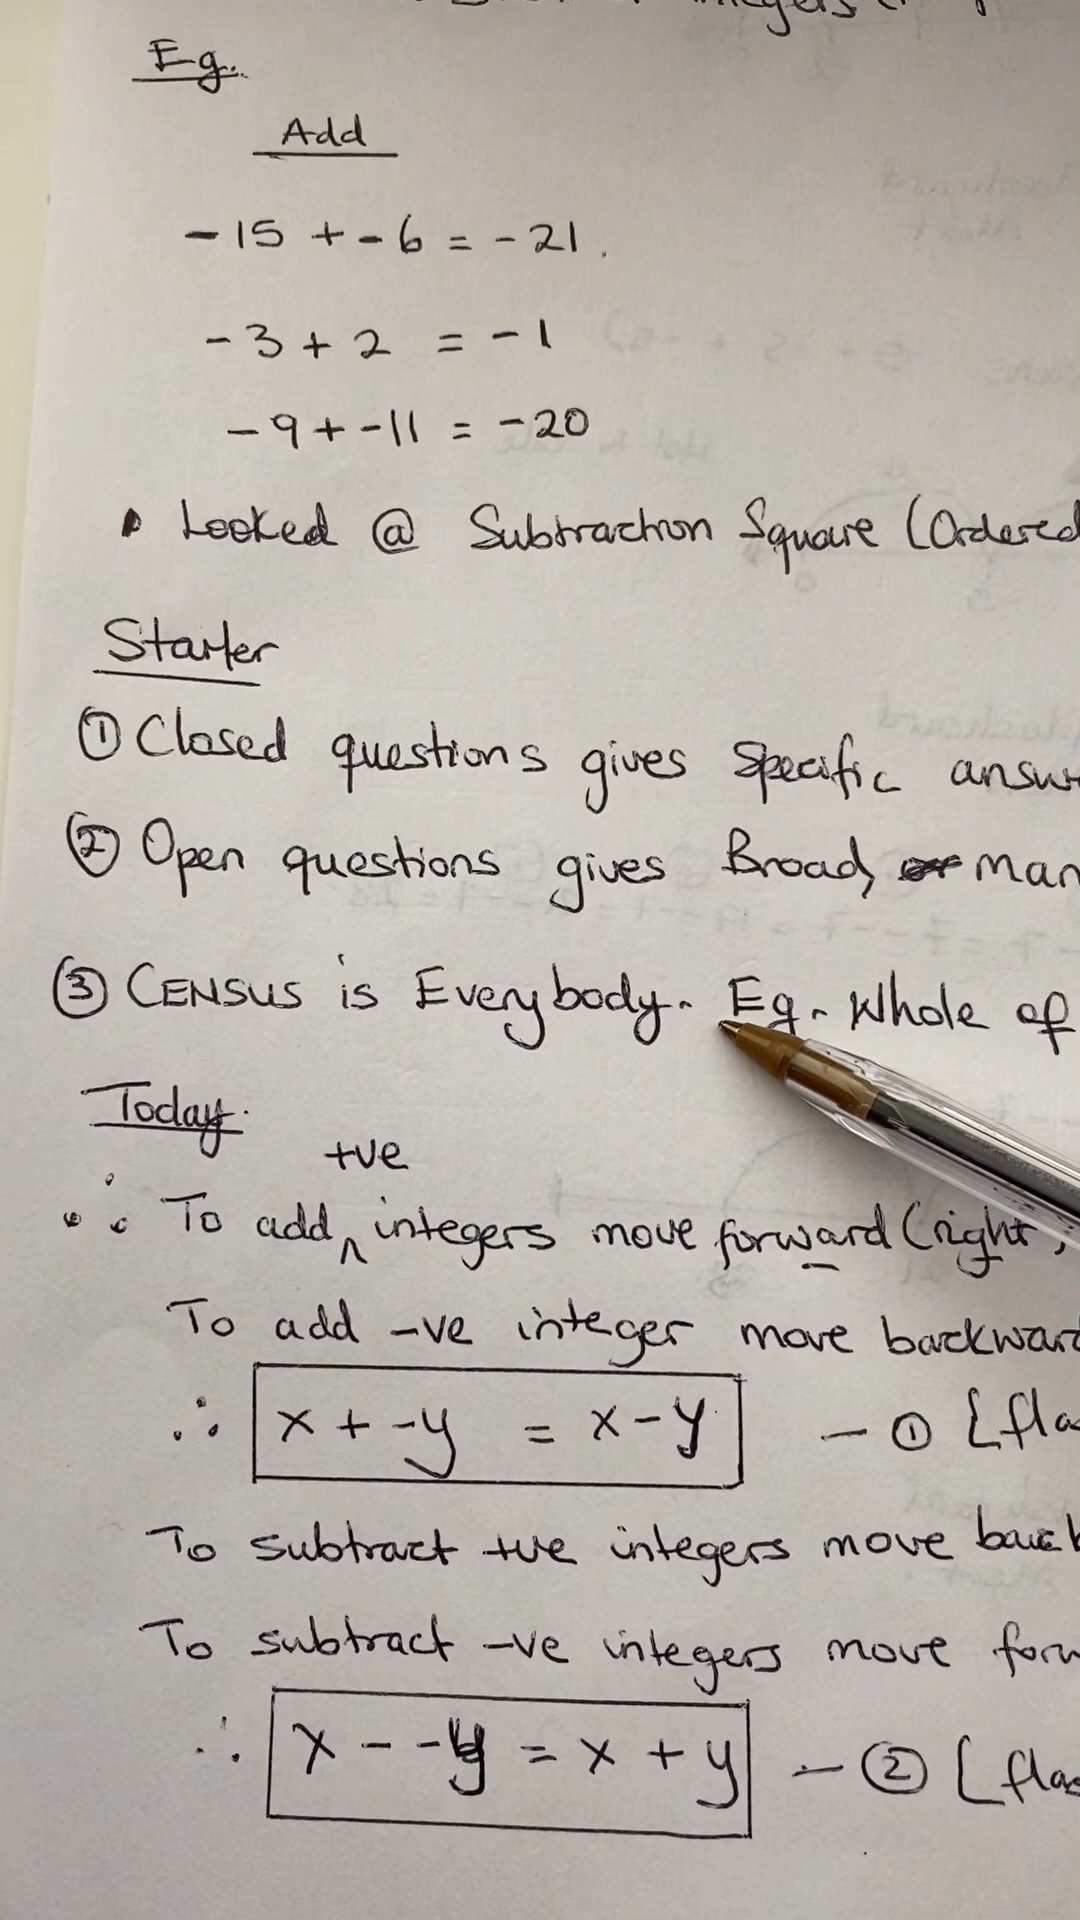 integers
Eg.
Add
-15 + -6 = -21.
-3 + 2 = -1
-9 + -11 = -20
• Looked @ Subtraction Square (Ordered
Starter
① Closed questions gives specific answ
② Open questions gives Broad,
③ CENSUS is Everybody. Eg. Whole of
Today.
+ve
∴ To add ^ integers move forward (right,
To add -ve integer move backward
∴ x + -y = x - y — ① [fla
To subtract +ve integers move back
To subtract -ve integers move forw
∴ x - -y = x + y — ② [flas